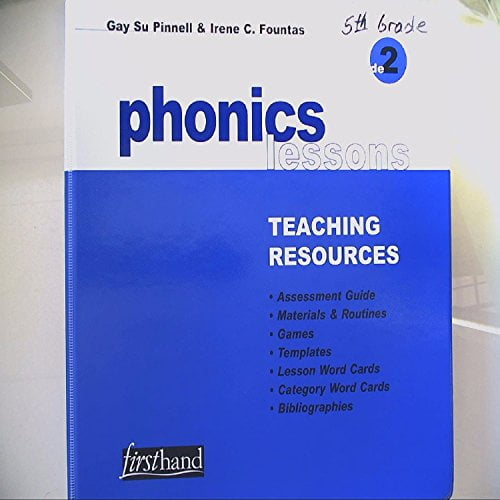 Gay Su Pinnell & Irene C. Fountas
5th Grade
de 2
phonics
lessons
TEACHING
RESOURCES
• Assessment Guide
• Materials & Routines
• Games
• Templates
• Lesson Word Cards
• Category Word Cards
• Bibliographies
firsthand